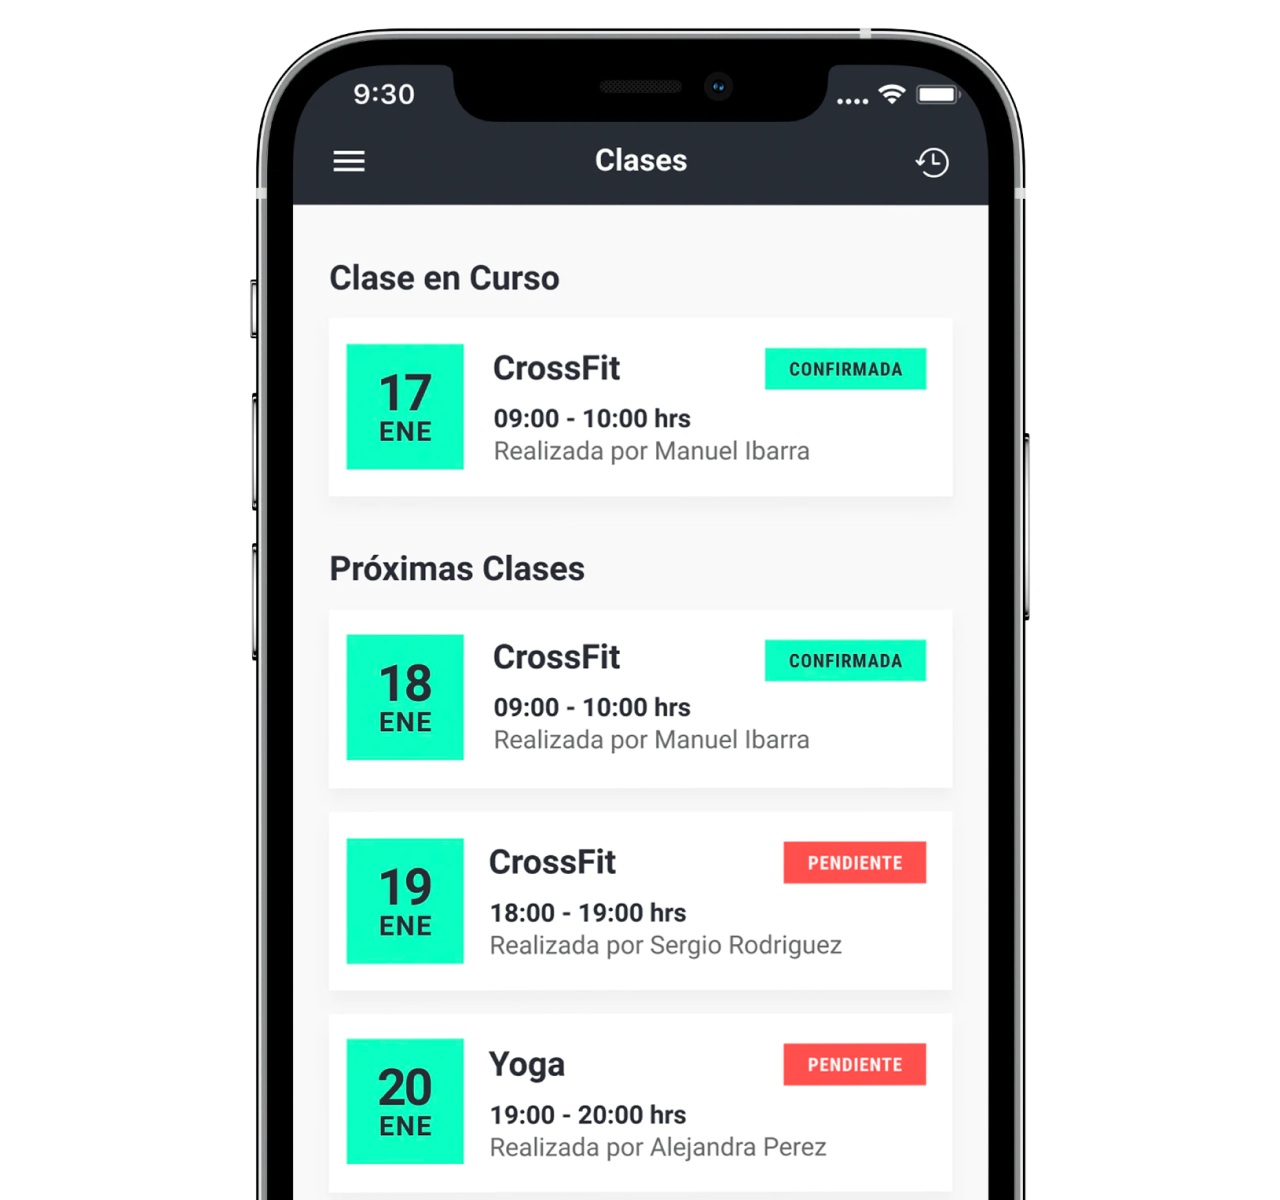 9:30
Clases
Clase en Curso
17
ENE
CrossFit
CONFIRMADA
09:00 - 10:00 hrs
Realizada por Manuel Ibarra
Próximas Clases
18
ENE
CrossFit
CONFIRMADA
09:00 - 10:00 hrs
Realizada por Manuel Ibarra
19
ENE
CrossFit
PENDIENTE
18:00 - 19:00 hrs
Realizada por Sergio Rodriguez
20
ENE
Yoga
PENDIENTE
19:00 - 20:00 hrs
Realizada por Alejandra Perez